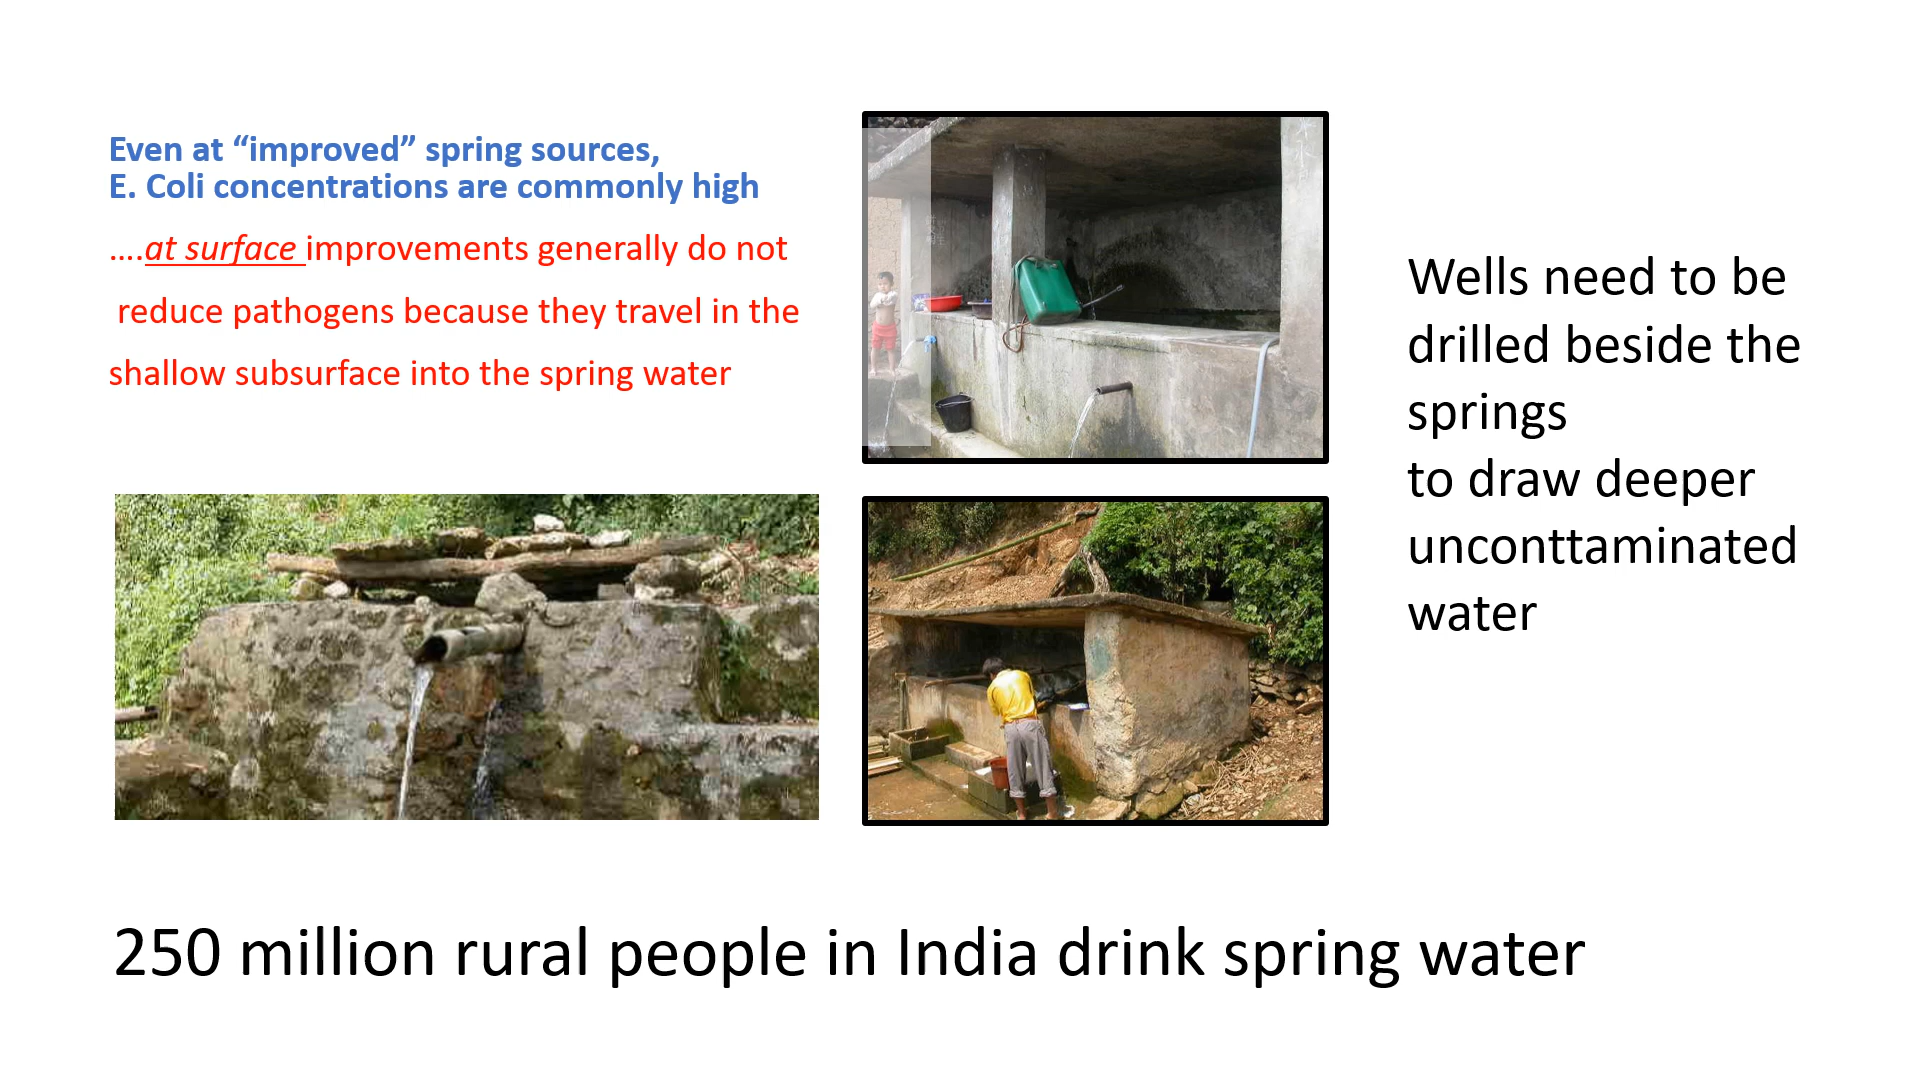 Even at “improved” spring sources,
E. Coli concentrations are commonly high
….at surface improvements generally do not
reduce pathogens because they travel in the
shallow subsurface into the spring water
Wells need to be
drilled beside the
springs
to draw deeper
unconttaminated
water
250 million rural people in India drink spring water